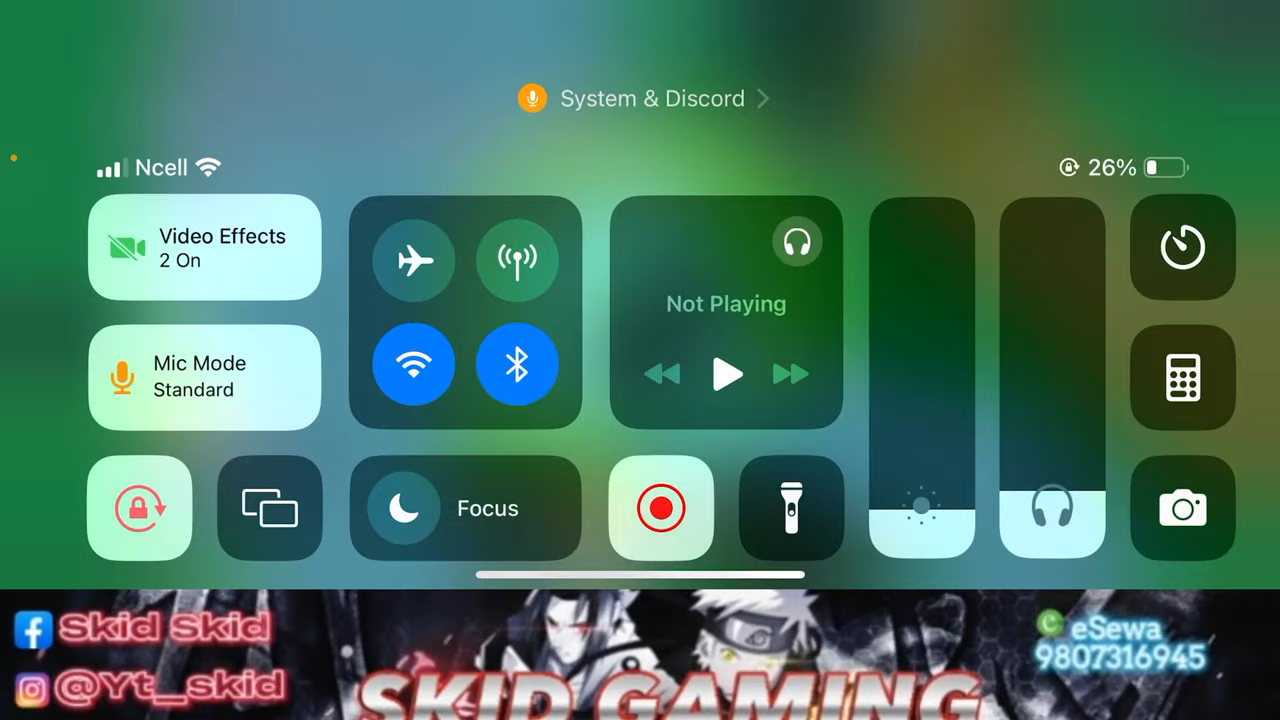 System & Discord
Ncell
26%
Video Effects
2 On
Mic Mode
Standard
Not Playing
Focus
Skid Skid
@Yt_skid
SKID GAMING
eSewa
9807316945